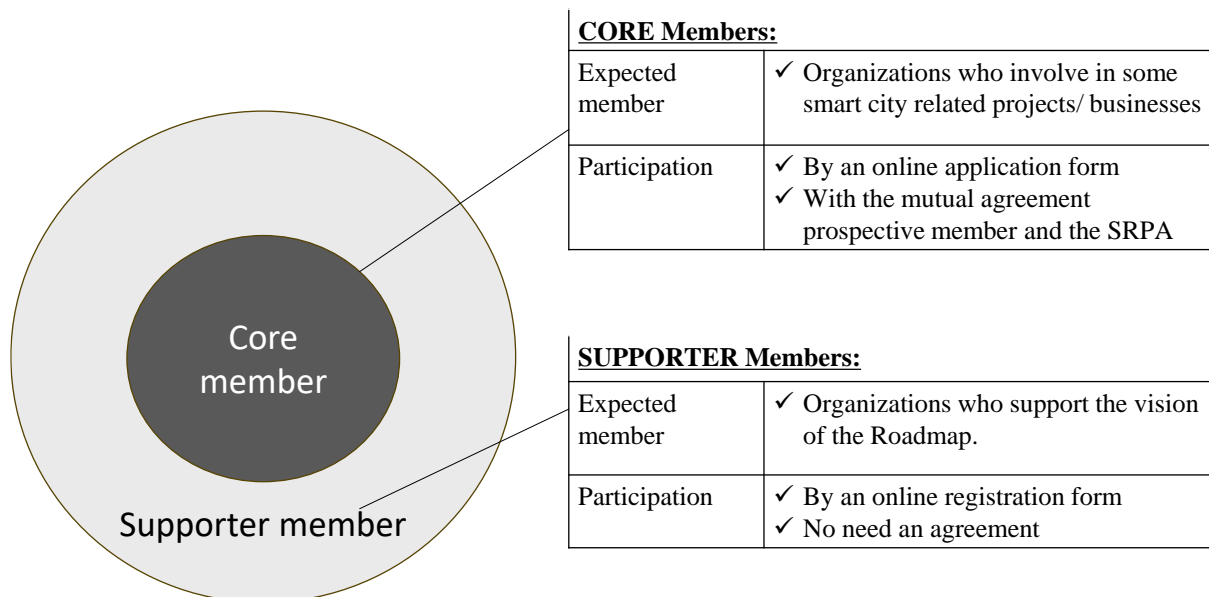 CORE Members:
Expected
member
✓ Organizations who involve in some
smart city related projects/ businesses
Participation
✓ By an online application form
✓ With the mutual agreement
prospective member and the SRPA
Core
member
Supporter member
SUPPORTER Members:
Expected
member
✓ Organizations who support the vision
of the Roadmap.
Participation
✓ By an online registration form
✓ No need an agreement